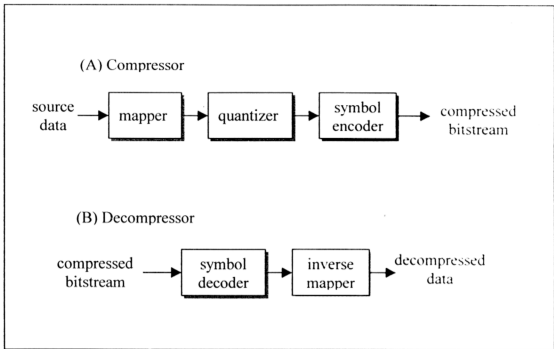 (A) Compressor
source
data
mapper
quantizer
symbol
encoder
compressed
bitstream
(B) Decompressor
compressed
bitstream
symbol
decoder
inverse
mapper
decompressed
data